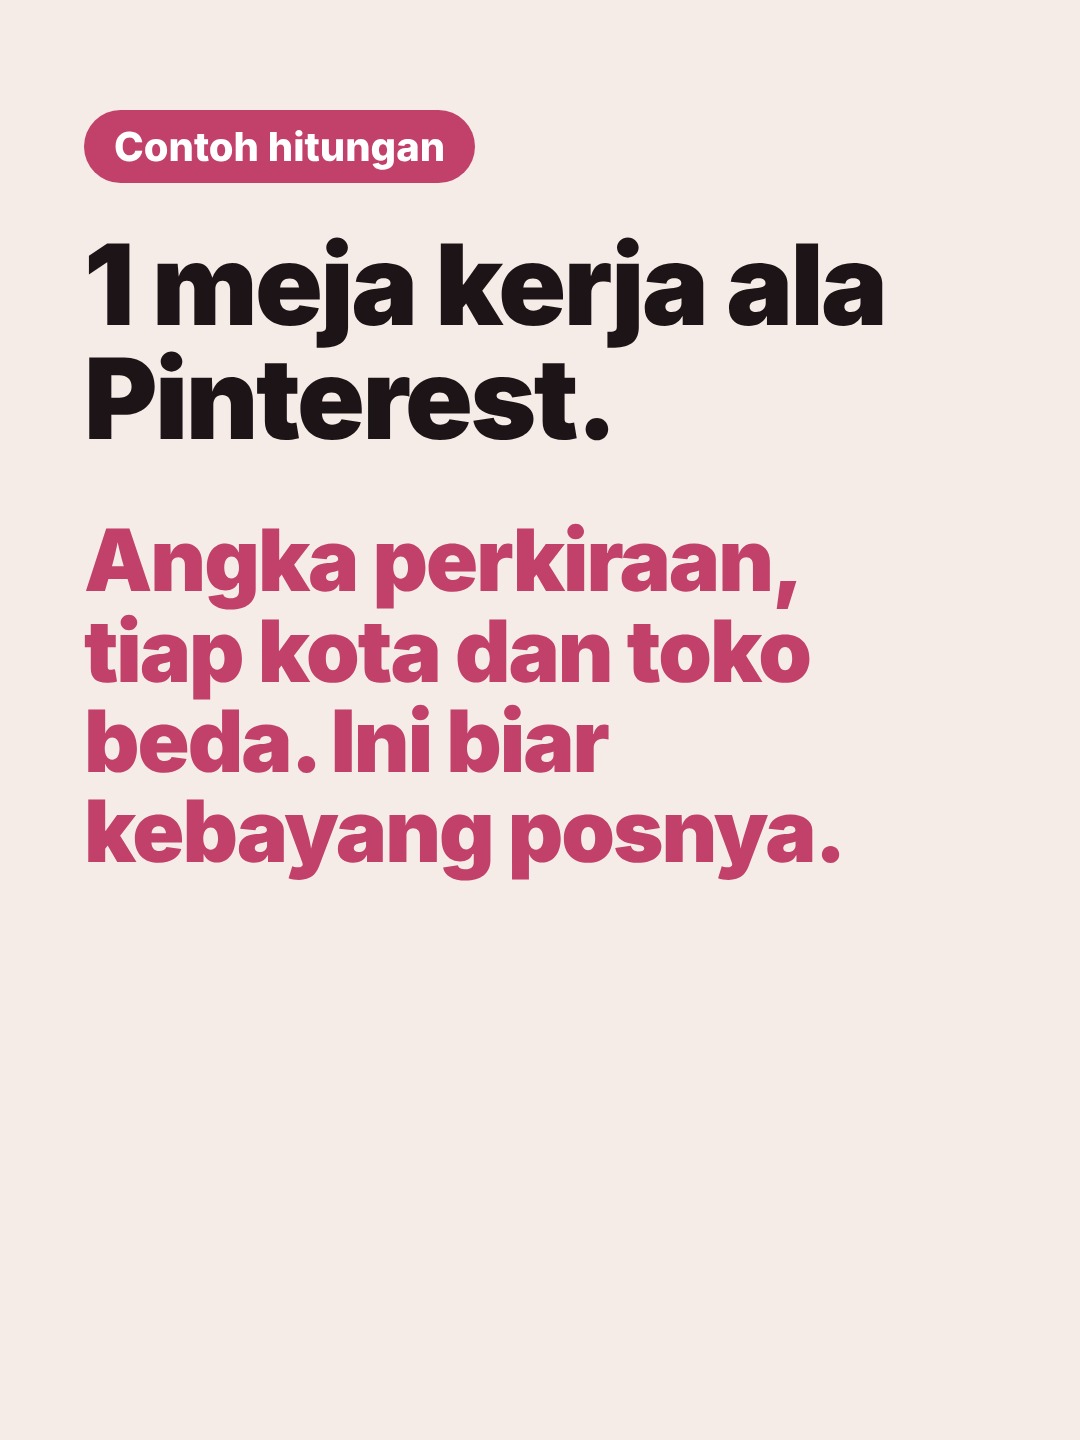 Contoh hitungan
1 meja kerja ala
Pinterest.
Angka perkiraan,
tiap kota dan toko
beda. Ini biar
kebayang posnya.